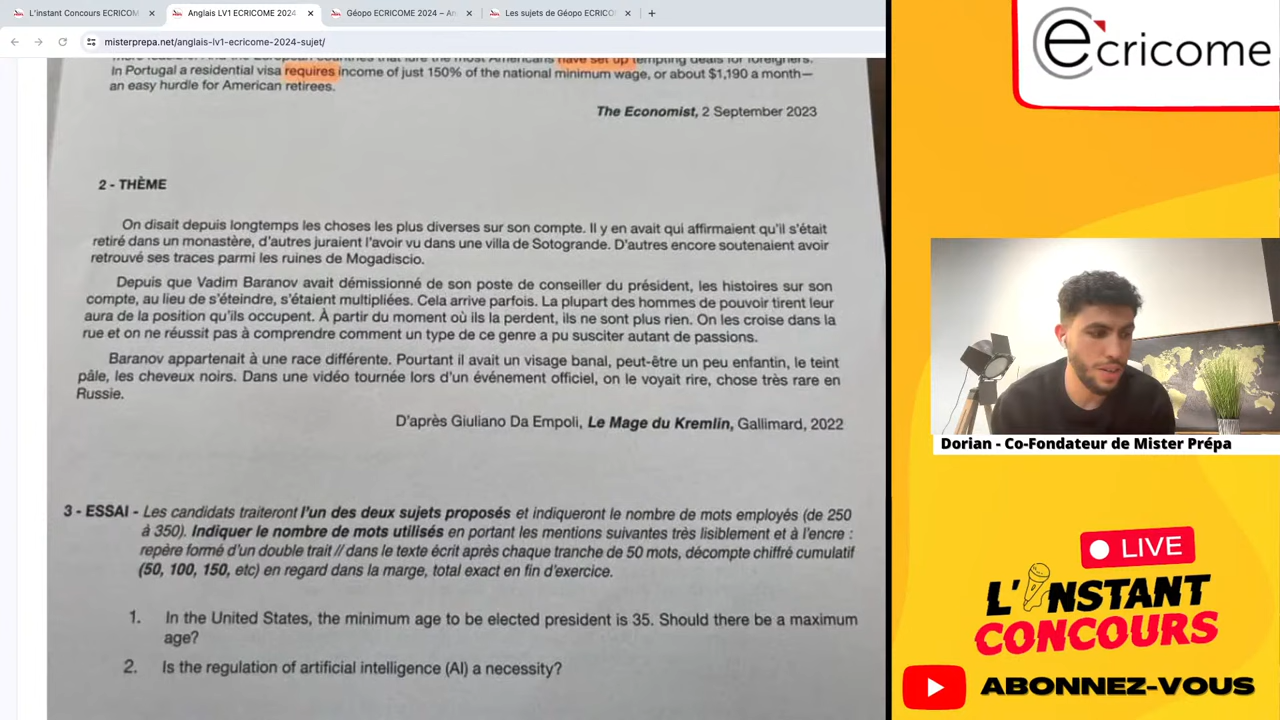 L'instant Concours ECRICOM
Anglais LV1 ECRICOME 2024
Géopo ECRICOME 2024 – An
Les sujets de Géopo ECRICO
misterprepa.net/anglais-lv1-ecricome-2024-sujet/
have set up tempting deals for foreigners.
In Portugal a residential visa requires income of just 150% of the national minimum wage, or about $1,190 a month—
an easy hurdle for American retirees.
The Economist, 2 September 2023
2 - THÈME
On disait depuis longtemps les choses les plus diverses sur son compte. Il y en avait qui affirmaient qu'il s'était
retiré dans un monastère, d'autres juraient l'avoir vu dans une villa de Sotogrande. D'autres encore soutenaient avoir
retrouvé ses traces parmi les ruines de Mogadiscio.
Depuis que Vadim Baranov avait démissionné de son poste de conseiller du président, les histoires sur son
compte, au lieu de s'éteindre, s'étaient multipliées. Cela arrive parfois. La plupart des hommes de pouvoir tirent leur
aura de la position qu'ils occupent. À partir du moment où ils la perdent, ils ne sont plus rien. On les croise dans la
rue et on ne réussit pas à comprendre comment un type de ce genre a pu susciter autant de passions.
Baranov appartenait à une race différente. Pourtant il avait un visage banal, peut-être un peu enfantin, le teint
pâle, les cheveux noirs. Dans une vidéo tournée lors d'un événement officiel, on le voyait rire, chose très rare en
Russie.
D'après Giuliano Da Empoli, Le Mage du Kremlin, Gallimard, 2022
3 - ESSAI - Les candidats traiteront l'un des deux sujets proposés et indiqueront le nombre de mots employés (de 250
à 350). Indiquer le nombre de mots utilisés en portant les mentions suivantes très lisiblement et à l'encre :
repère formé d'un double trait // dans le texte écrit après chaque tranche de 50 mots, décompte chiffré cumulatif
(50, 100, 150, etc) en regard dans la marge, total exact en fin d'exercice.
1. In the United States, the minimum age to be elected president is 35. Should there be a maximum
age?
2. Is the regulation of artificial intelligence (AI) a necessity?
ecricome
Dorian - Co-Fondateur de Mister Prépa
LIVE
L'INSTANT
CONCOURS
ABONNEZ-VOUS